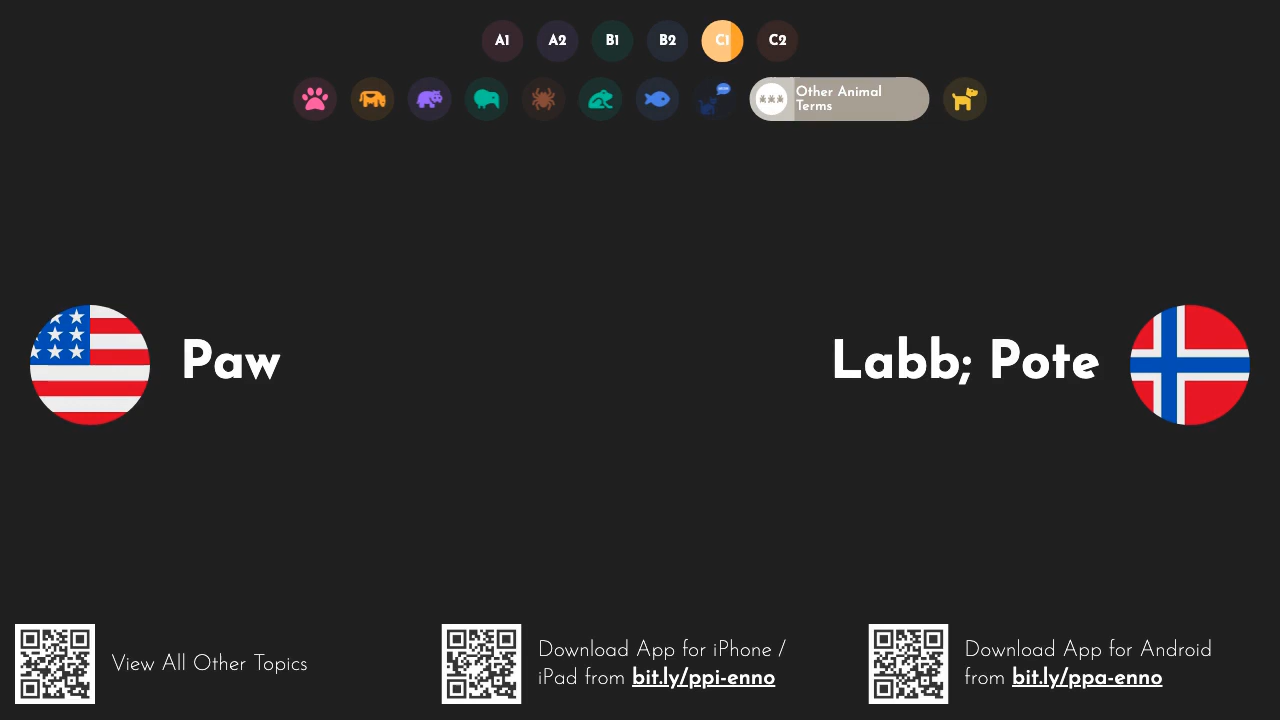 A1 A2 B1 B2 C1 C2
Other Animal
Terms
Paw
Labb; Pote
View All Other Topics
Download App for iPhone /
iPad from bit.ly/ppi-enno
Download App for Android
from bit.ly/ppa-enno